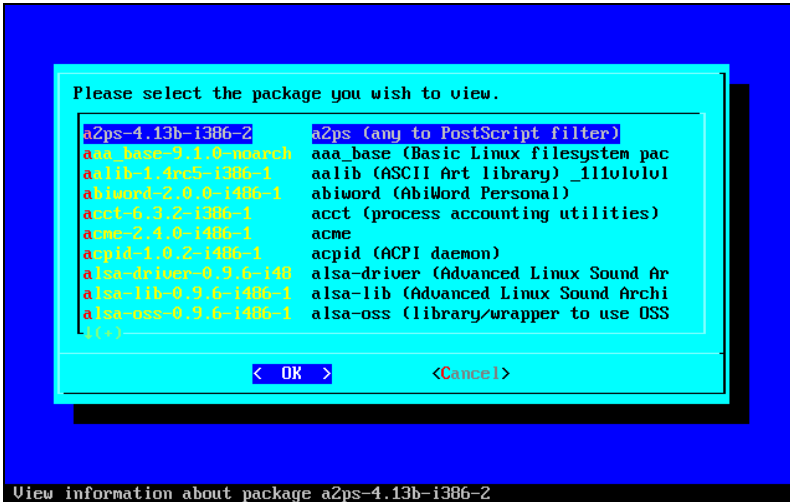 Please select the package you wish to view.
a2ps-4.13b-i386-2 a2ps (any to PostScript filter)
aaa_base-9.1.0-noarch aaa_base (Basic Linux filesystem pac
aalib-1.4rc5-i386-1 aalib (ASCII Art library) _1l1vlvlvl
abiword-2.0.0-i486-1 abiword (AbiWord Personal)
acct-6.3.2-i386-1 acct (process accounting utilities)
acme-2.4.0-i486-1 acme
acpid-1.0.2-i486-1 acpid (ACPI daemon)
alsa-driver-0.9.6-i48 alsa-driver (Advanced Linux Sound Ar
alsa-lib-0.9.6-i486-1 alsa-lib (Advanced Linux Sound Archi
alsa-oss-0.9.6-i486-1 alsa-oss (library/wrapper to use OSS
↓(+)
< OK > <Cancel>
View information about package a2ps-4.13b-i386-2